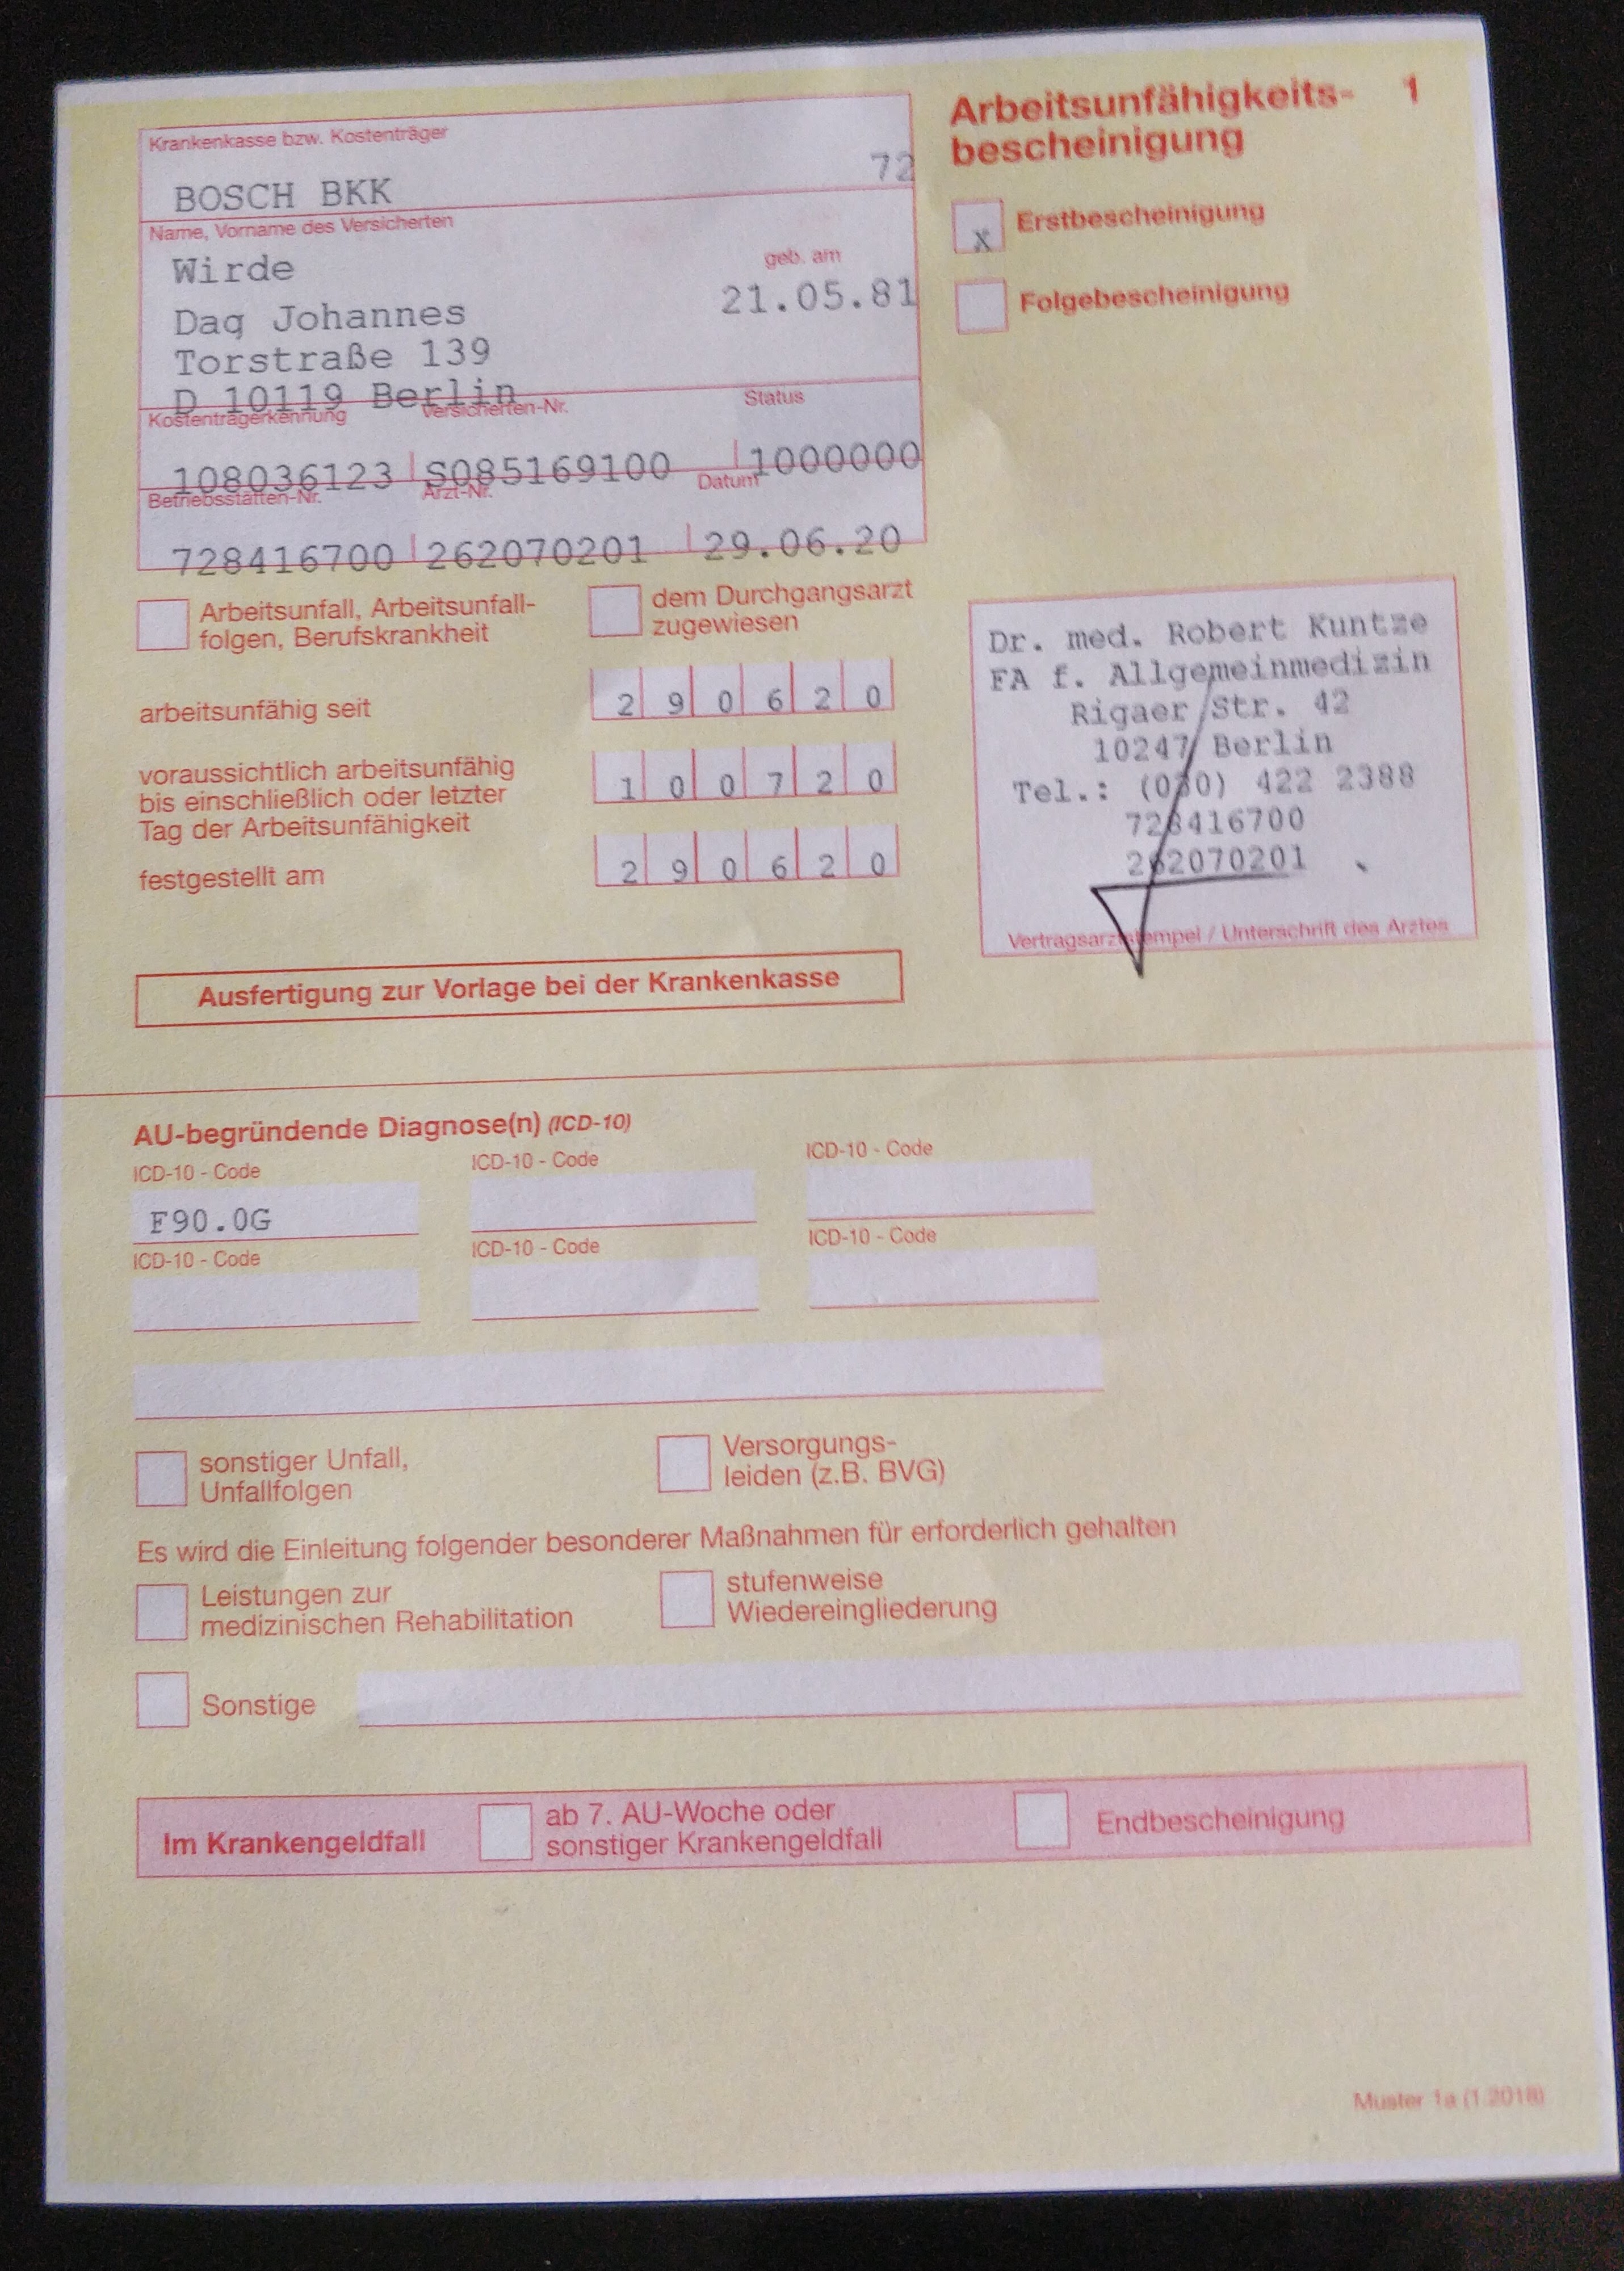 Arbeitsunfähigkeits- 1
bescheinigung
Krankenkasse bzw. Kostenträger
BOSCH BKK 72
Name, Vorname des Versicherten
Wirde
geb. am
Dag Johannes 21.05.81
Torstraße 139
D 10119 Berlin
Erstbescheinigung
x
Folgebescheinigung
Kostenträgerkennung Versicherten-Nr. Status
108036123 S085169100 1000000
Betriebsstätten-Nr. Arzt-Nr. Datum
728416700 262070201 29.06.20
Arbeitsunfall, Arbeitsunfall-
folgen, Berufskrankheit
dem Durchgangsarzt
zugewiesen
arbeitsunfähig seit 2 9 0 6 2 0
voraussichtlich arbeitsunfähig
bis einschließlich oder letzter
Tag der Arbeitsunfähigkeit
1 0 0 7 2 0
festgestellt am 2 9 0 6 2 0
Dr. med. Robert Kuntze
FA f. Allgemeinmedizin
Rigaer Str. 42
10247 Berlin
Tel.: (030) 422 2388
728416700
262070201
Vertragsarztstempel / Unterschrift des Arztes
Ausfertigung zur Vorlage bei der Krankenkasse
AU-begründende Diagnose(n) (ICD-10)
ICD-10 - Code ICD-10 - Code ICD-10 - Code
F90.0G
ICD-10 - Code ICD-10 - Code ICD-10 - Code
sonstiger Unfall,
Unfallfolgen
Versorgungs-
leiden (z.B. BVG)
Es wird die Einleitung folgender besonderer Maßnahmen für erforderlich gehalten
Leistungen zur
medizinischen Rehabilitation
stufenweise
Wiedereingliederung
Sonstige
Im Krankengeldfall
ab 7. AU-Woche oder
sonstiger Krankengeldfall
Endbescheinigung
Muster 1a (1.2018)